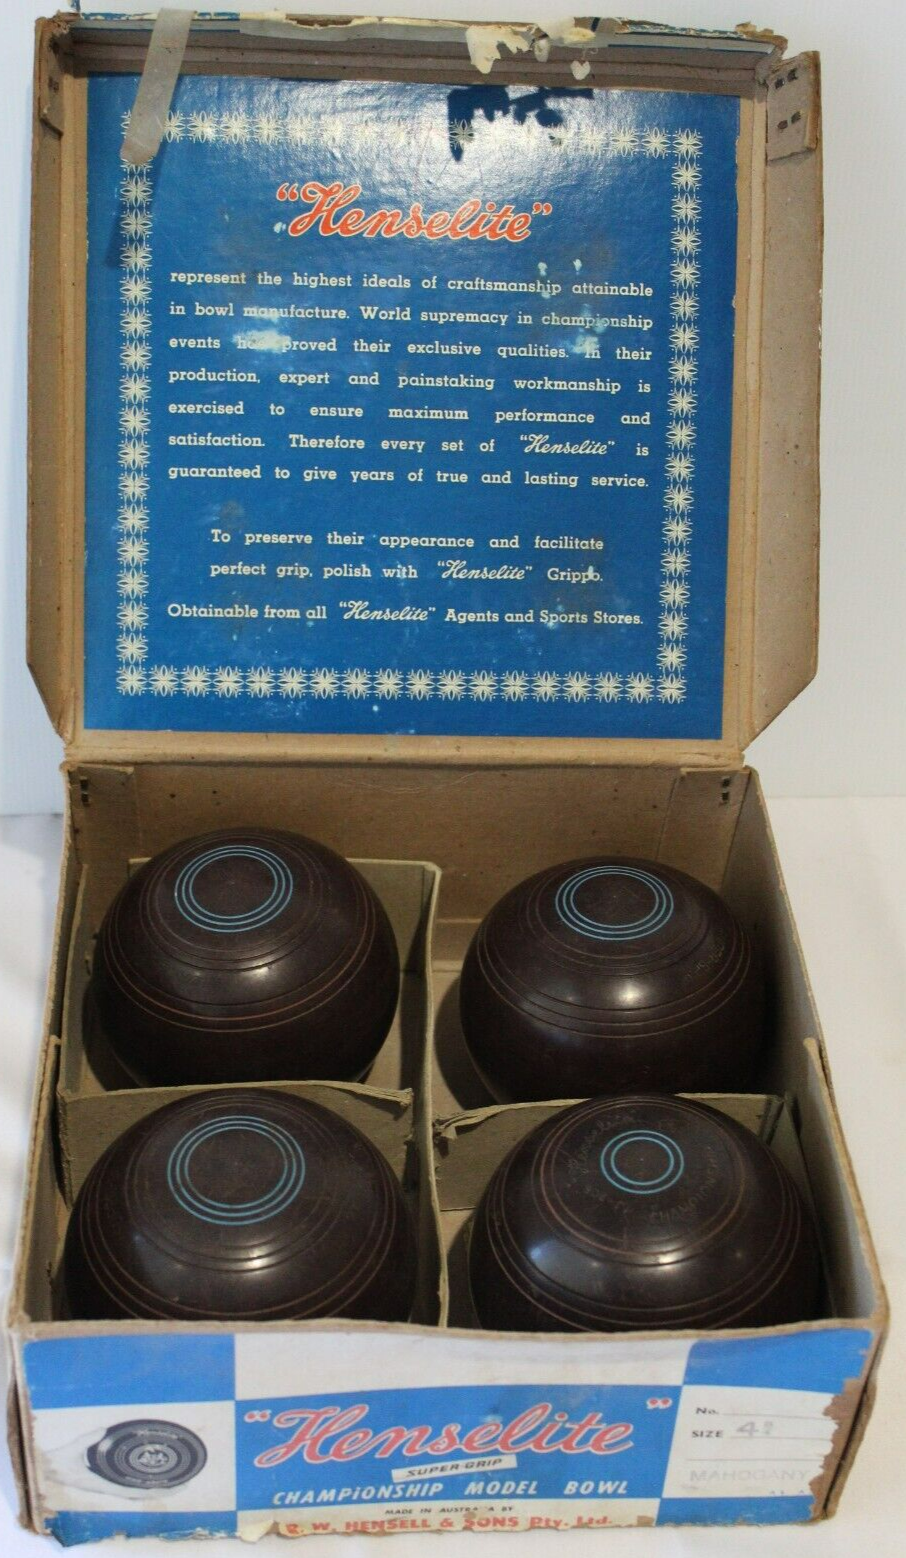 "Henselite"
represent the highest ideals of craftsmanship attainable
in bowl manufacture. World supremacy in championship
events has proved their exclusive qualities. In their
production, expert and painstaking workmanship is
exercised to ensure maximum performance and
satisfaction. Therefore every set of "Henselite" is
guaranteed to give years of true and lasting service.
To preserve their appearance and facilitate
perfect grip, polish with "Henselite" Grippo.
Obtainable from all "Henselite" Agents and Sports Stores.
CHAMPIONSHIP
"Henselite"
SUPER-GRIP
CHAMPiONSHIP MODEL BOWL
MADE IN AUSTRALIA BY
R. W. HENSELL & SONS Pty. Ltd.
No.
SIZE 4
MAHOGANY